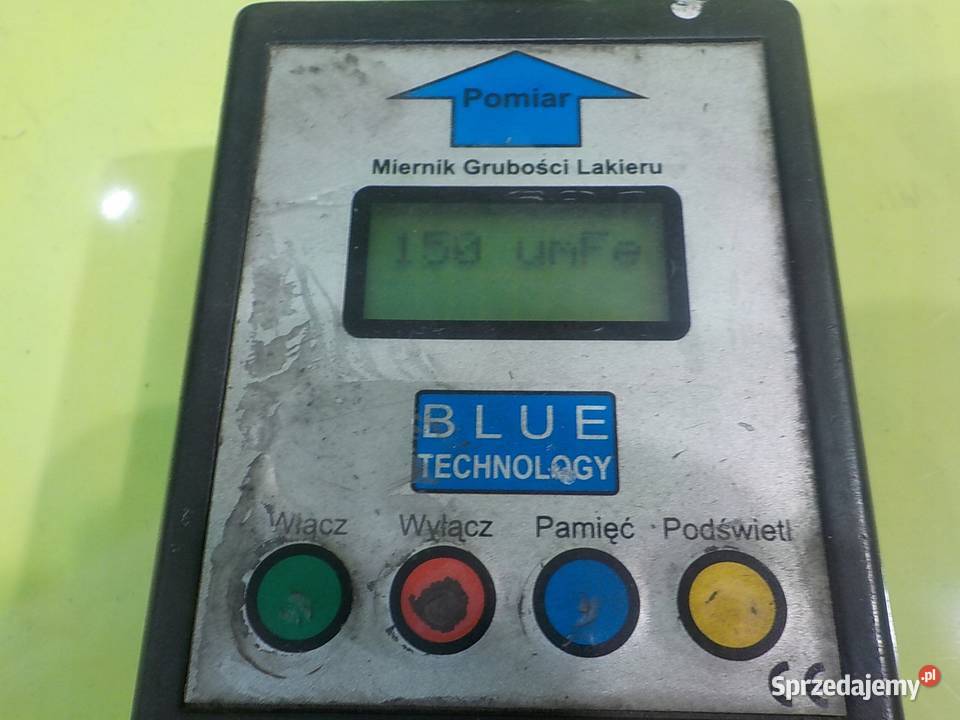 Pomiar
Miernik Grubości Lakieru
150 umFe
BLUE
TECHNOLOGY
Włącz Wyłącz Pamięć Podświetl
CE
Sprzedajemy.pl